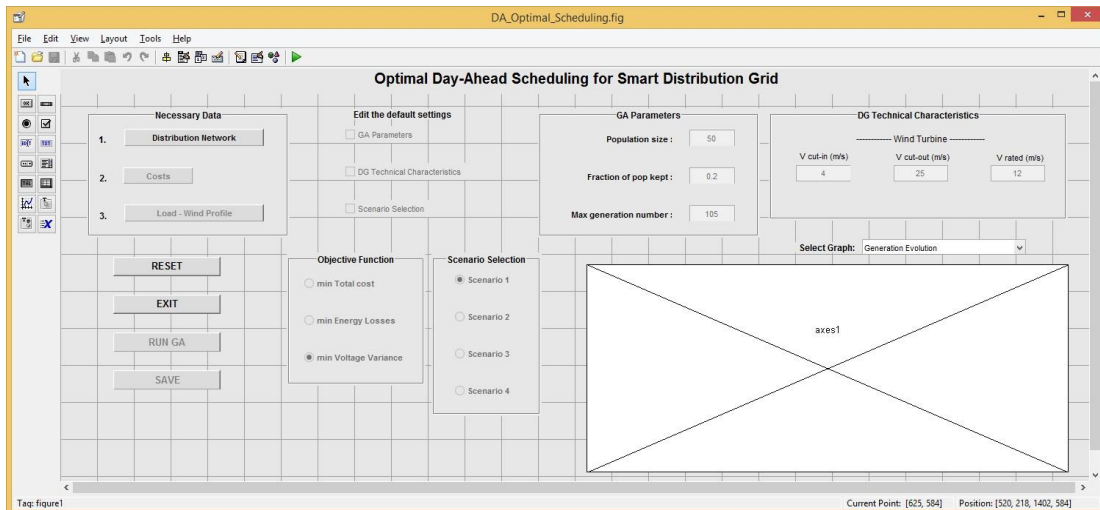 DA_Optimal_Scheduling.fig
File Edit View Layout Tools Help
Optimal Day-Ahead Scheduling for Smart Distribution Grid
Necessary Data
1. Distribution Network
2. Costs
3. Load - Wind Profile
Edit the default settings
GA Parameters
DG Technical Characteristics
Scenario Selection
GA Parameters
Population size : 50
Fraction of pop kept : 0.2
Max generation number : 105
DG Technical Characteristics
------------ Wind Turbine ------------
V cut-in (m/s) V cut-out (m/s) V rated (m/s)
4 25 12
Select Graph: Generation Evolution
RESET
EXIT
RUN GA
SAVE
Objective Function
min Total cost
min Energy Losses
min Voltage Variance
Scenario Selection
Scenario 1
Scenario 2
Scenario 3
Scenario 4
axes1
Tag: figure1 Current Point: [625, 584] Position: [520, 218, 1402, 584]